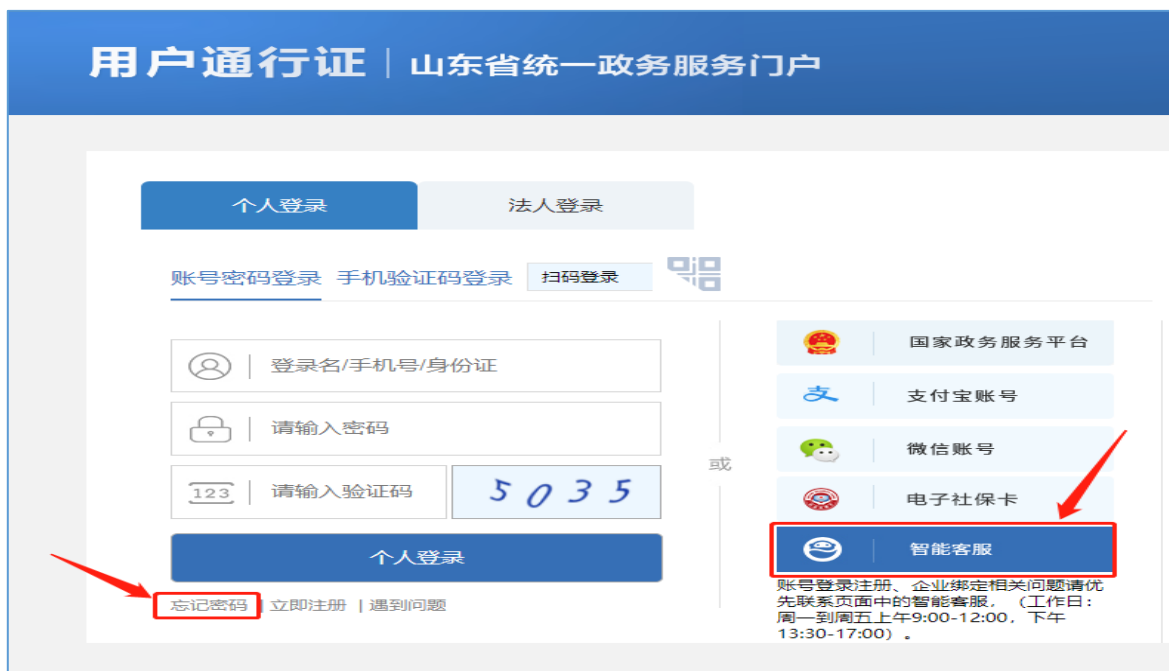 用户通行证 | 山东省统一政务服务门户
个人登录
法人登录
账号密码登录 手机验证码登录 扫码登录
登录名/手机号/身份证
请输入密码
123 请输入验证码 5035
个人登录
忘记密码 | 立即注册 | 遇到问题
或
国家政务服务平台
支付宝账号
微信账号
电子社保卡
智能客服
账号登录注册、企业绑定相关问题请优
先联系页面中的智能客服，（工作日：
周一到周五上午9:00-12:00，下午
13:30-17:00）。